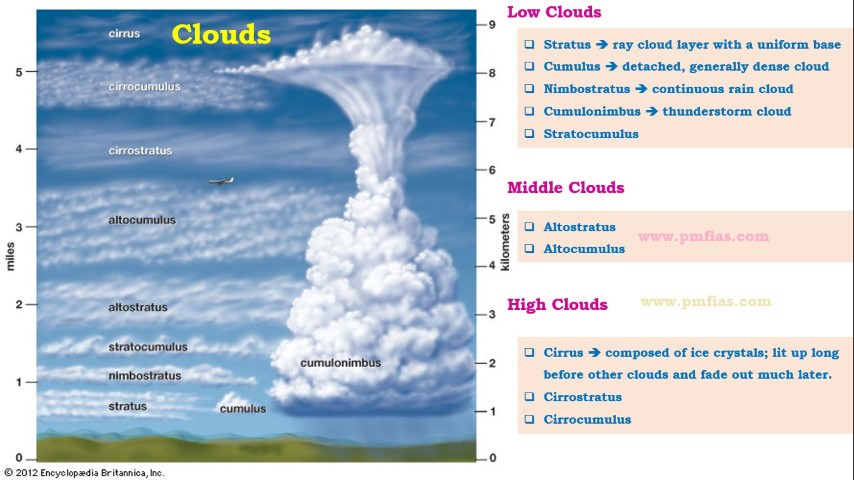 Clouds
cirrus
cirrocumulus
cirrostratus
altocumulus
altostratus
stratocumulus
nimbostratus
stratus
cumulus
cumulonimbus
miles
5
4
3
2
1
0
kilometers
9
8
7
6
5
4
3
2
1
0
© 2012 Encyclopædia Britannica, Inc.
Low Clouds
❑ Stratus ➔ ray cloud layer with a uniform base
❑ Cumulus ➔ detached, generally dense cloud
❑ Nimbostratus ➔ continuous rain cloud
❑ Cumulonimbus ➔ thunderstorm cloud
❑ Stratocumulus
Middle Clouds
❑ Altostratus
❑ Altocumulus
www.pmfias.com
High Clouds
www.pmfias.com
❑ Cirrus ➔ composed of ice crystals; lit up long
before other clouds and fade out much later.
❑ Cirrostratus
❑ Cirrocumulus